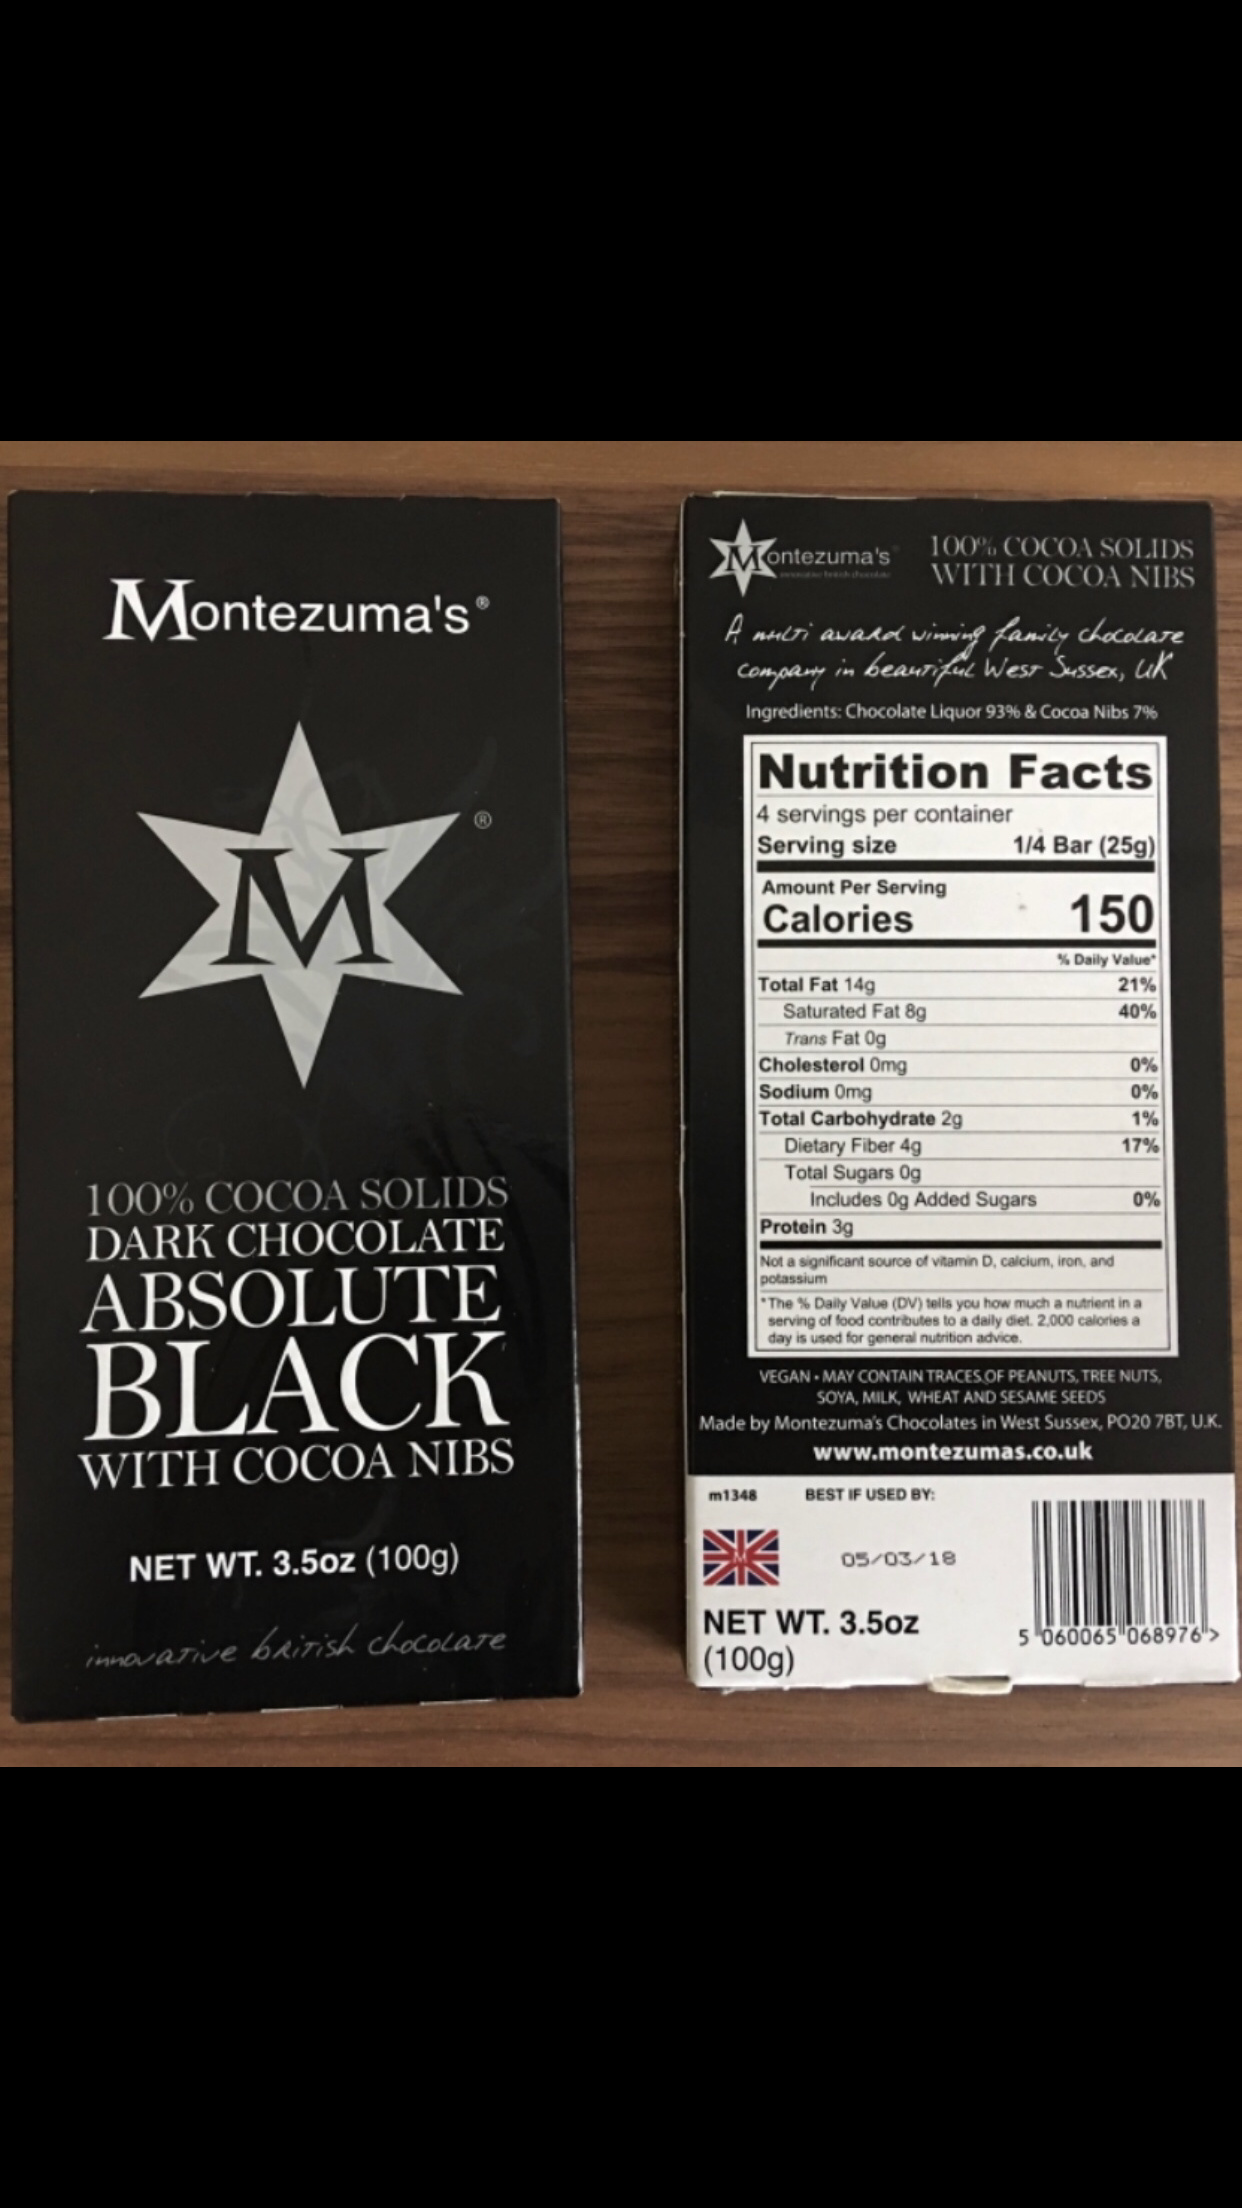 Montezuma's®
M
®
100% COCOA SOLIDS
DARK CHOCOLATE
ABSOLUTE
BLACK
WITH COCOA NIBS
NET WT. 3.5oz (100g)
innovative british chocolate
Montezuma's
innovative british chocolate
100% COCOA SOLIDS
WITH COCOA NIBS
A multi award winning family chocolate
company in beautiful West Sussex, UK
Ingredients: Chocolate Liquor 93% & Cocoa Nibs 7%
Nutrition Facts
4 servings per container
Serving size 1/4 Bar (25g)
Amount Per Serving
Calories 150
% Daily Value*
Total Fat 14g 21%
Saturated Fat 8g 40%
Trans Fat 0g
Cholesterol 0mg 0%
Sodium 0mg 0%
Total Carbohydrate 2g 1%
Dietary Fiber 4g 17%
Total Sugars 0g
Includes 0g Added Sugars 0%
Protein 3g
Not a significant source of vitamin D, calcium, iron, and
potassium
*The % Daily Value (DV) tells you how much a nutrient in a
serving of food contributes to a daily diet. 2,000 calories a
day is used for general nutrition advice.
VEGAN • MAY CONTAIN TRACES OF PEANUTS, TREE NUTS,
SOYA, MILK, WHEAT AND SESAME SEEDS
Made by Montezuma's Chocolates in West Sussex, PO20 7BT, U.K.
www.montezumas.co.uk
m1348 BEST IF USED BY:
M
05/03/18
NET WT. 3.5oz
(100g)
5 060065 068976 >